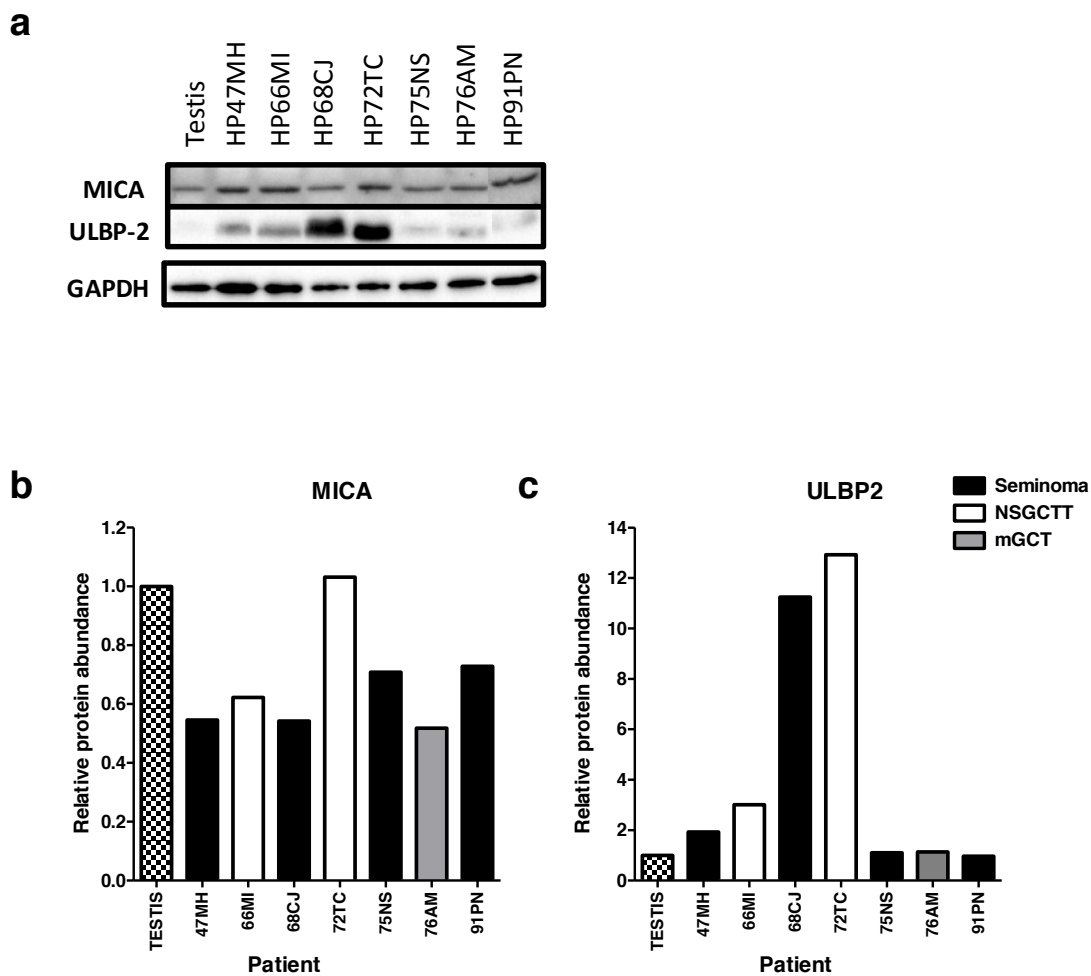 a
Testis
HP47MH
HP66MI
HP68CJ
HP72TC
HP75NS
HP76AM
HP91PN
MICA
ULBP-2
GAPDH
b
MICA
Relative protein abundance
1.2
1.0
0.8
0.6
0.4
0.2
0.0
TESTIS
47MH
66MI
68CJ
72TC
75NS
76AM
91PN
Patient
c
ULBP2
Seminoma
NSGCTT
mGCT
Relative protein abundance
14
12
10
8
6
4
2
0
TESTIS
47MH
66MI
68CJ
72TC
75NS
76AM
91PN
Patient